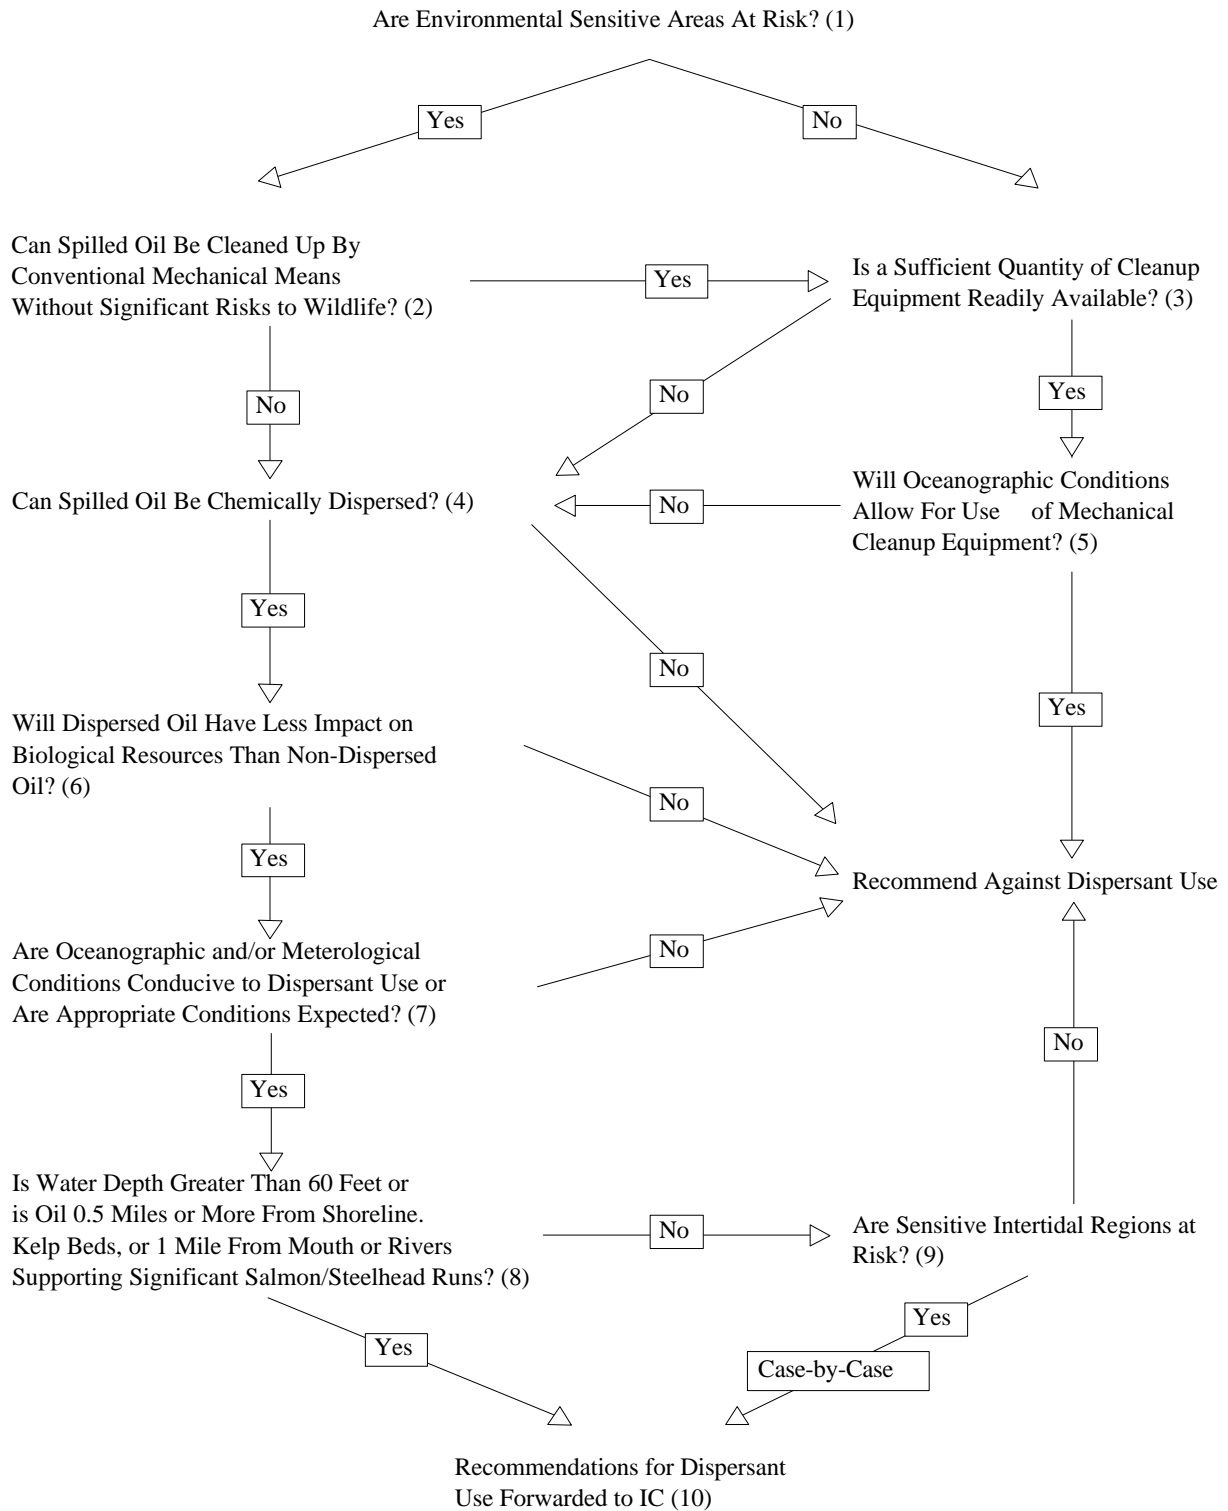 Are Environmental Sensitive Areas At Risk? (1)
Yes
No
Can Spilled Oil Be Cleaned Up By
Conventional Mechanical Means
Without Significant Risks to Wildlife? (2)
Yes
Is a Sufficient Quantity of Cleanup
Equipment Readily Available? (3)
No
No
Yes
Can Spilled Oil Be Chemically Dispersed? (4)
No
Will Oceanographic Conditions
Allow For Use of Mechanical
Cleanup Equipment? (5)
Yes
No
Yes
Will Dispersed Oil Have Less Impact on
Biological Resources Than Non-Dispersed
Oil? (6)
No
Yes
Recommend Against Dispersant Use
Are Oceanographic and/or Meterological
Conditions Conducive to Dispersant Use or
Are Appropriate Conditions Expected? (7)
No
No
Yes
Is Water Depth Greater Than 60 Feet or
is Oil 0.5 Miles or More From Shoreline.
Kelp Beds, or 1 Mile From Mouth or Rivers
Supporting Significant Salmon/Steelhead Runs? (8)
No
Are Sensitive Intertidal Regions at
Risk? (9)
Yes
Yes
Case-by-Case
Recommendations for Dispersant
Use Forwarded to IC (10)